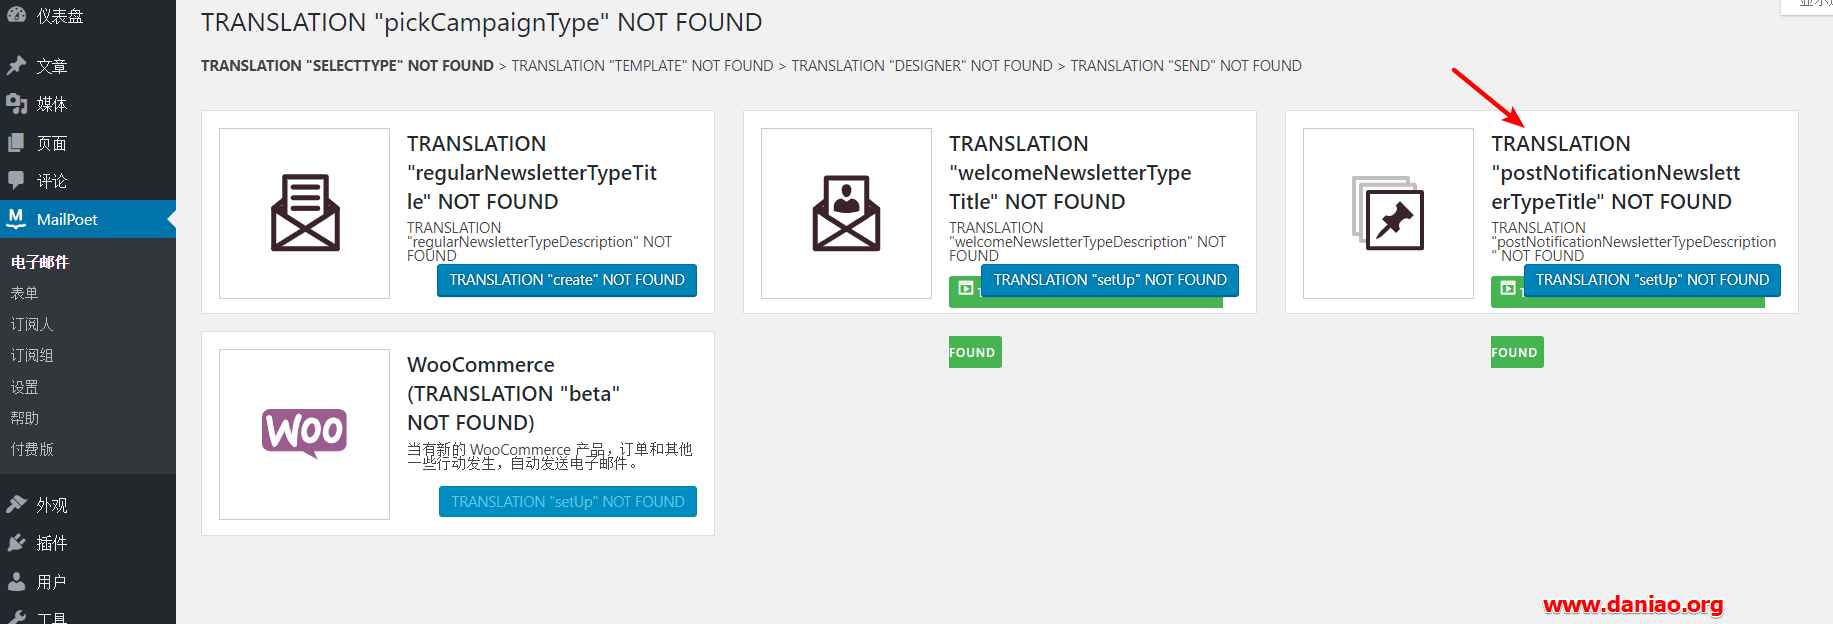 仪表盘
文章
媒体
页面
评论
MailPoet
电子邮件
表单
订阅人
订阅组
设置
帮助
付费版
外观
插件
用户
工具
TRANSLATION "pickCampaignType" NOT FOUND
TRANSLATION "SELECTTYPE" NOT FOUND > TRANSLATION "TEMPLATE" NOT FOUND > TRANSLATION "DESIGNER" NOT FOUND > TRANSLATION "SEND" NOT FOUND
TRANSLATION
"regularNewsletterTypeTit
le" NOT FOUND
TRANSLATION
"regularNewsletterTypeDescription" NOT
FOUND
TRANSLATION "create" NOT FOUND
TRANSLATION
"welcomeNewsletterType
Title" NOT FOUND
TRANSLATION
"welcomeNewsletterTypeDescription" NOT
FOUND
TRANSLATION "setUp" NOT FOUND
FOUND
TRANSLATION
"postNotificationNewslett
erTypeTitle" NOT FOUND
TRANSLATION
"postNotificationNewsletterTypeDescription
" NOT FOUND
TRANSLATION "setUp" NOT FOUND
FOUND
WOO
WooCommerce
(TRANSLATION "beta"
NOT FOUND)
当有新的 WooCommerce 产品，订单和其他
一些行动发生，自动发送电子邮件。
TRANSLATION "setUp" NOT FOUND
www.daniao.org